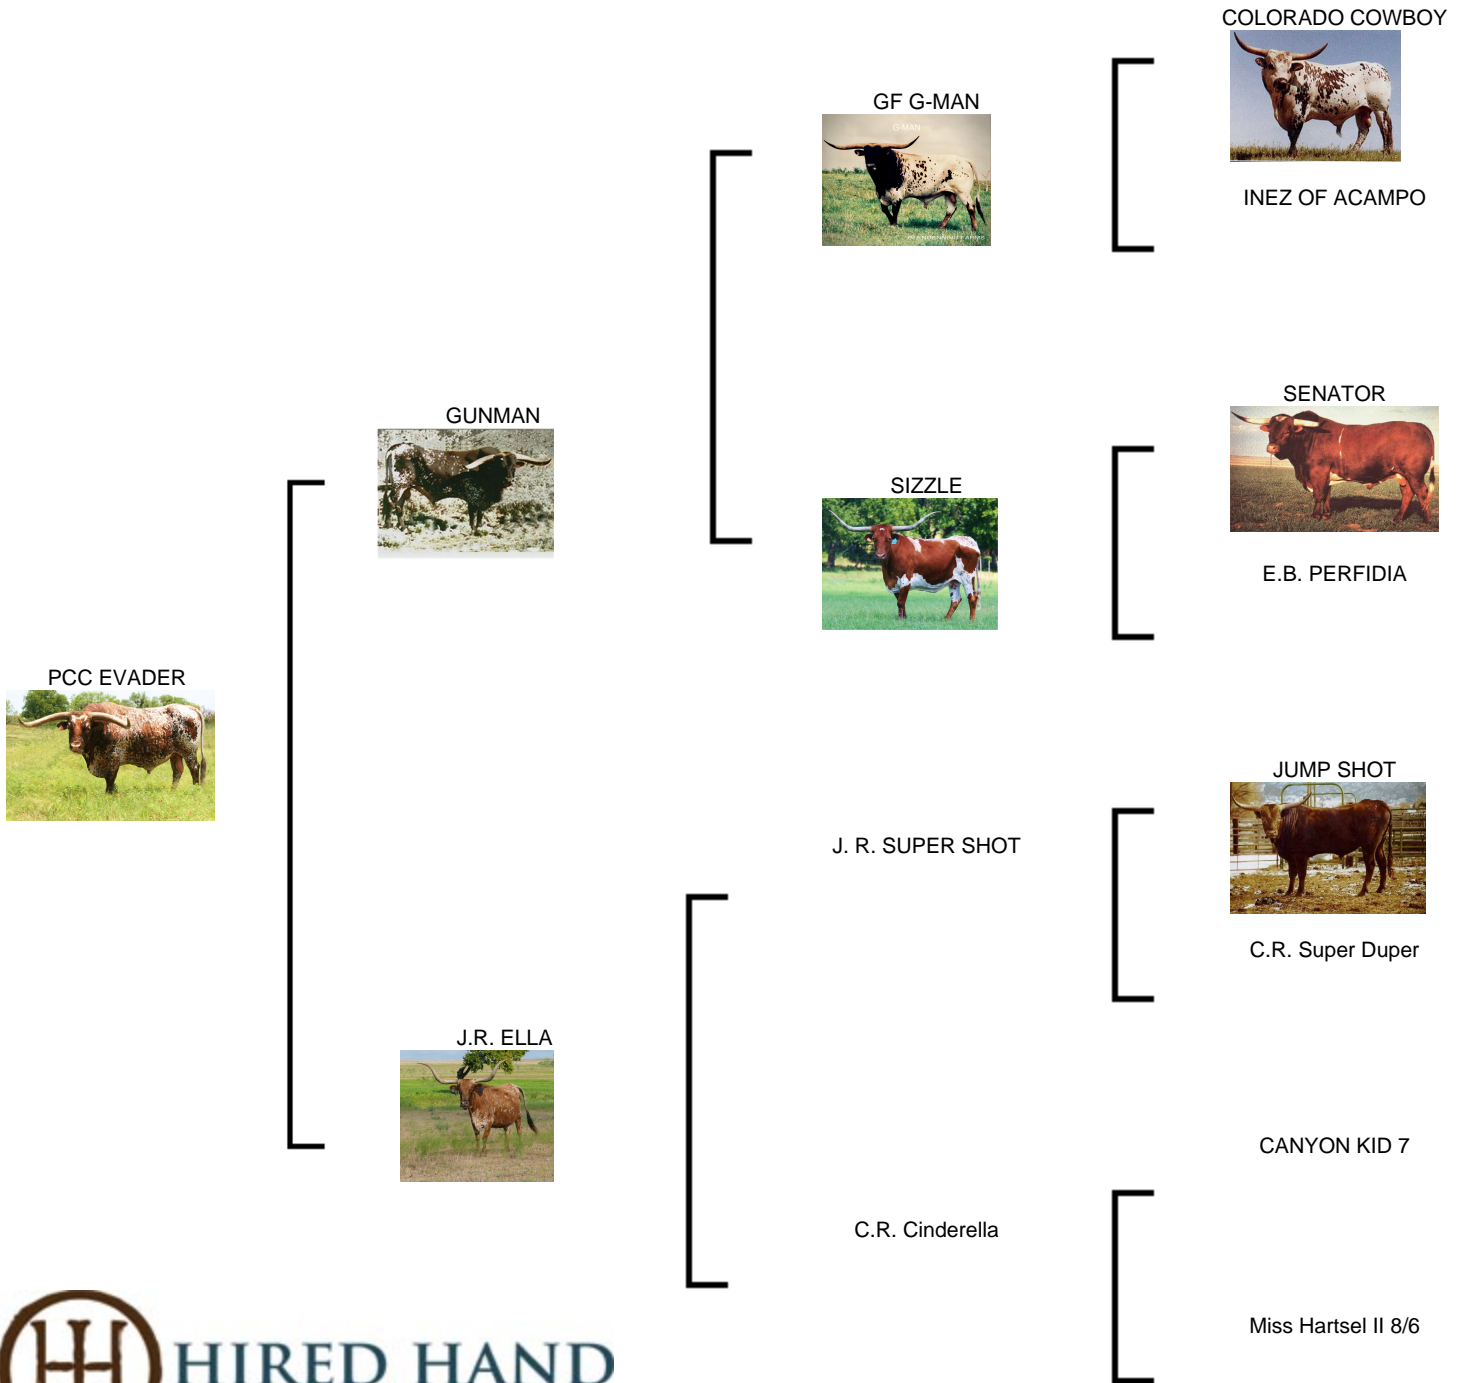 COLORADO COWBOY
GF G-MAN
G-MAN
INEZ OF ACAMPO
SENATOR
GUNMAN
SIZZLE
E.B. PERFIDIA
PCC EVADER
JUMP SHOT
J. R. SUPER SHOT
C.R. Super Duper
J.R. ELLA
CANYON KID 7
C.R. Cinderella
Miss Hartsel II 8/6
HIRED HAND